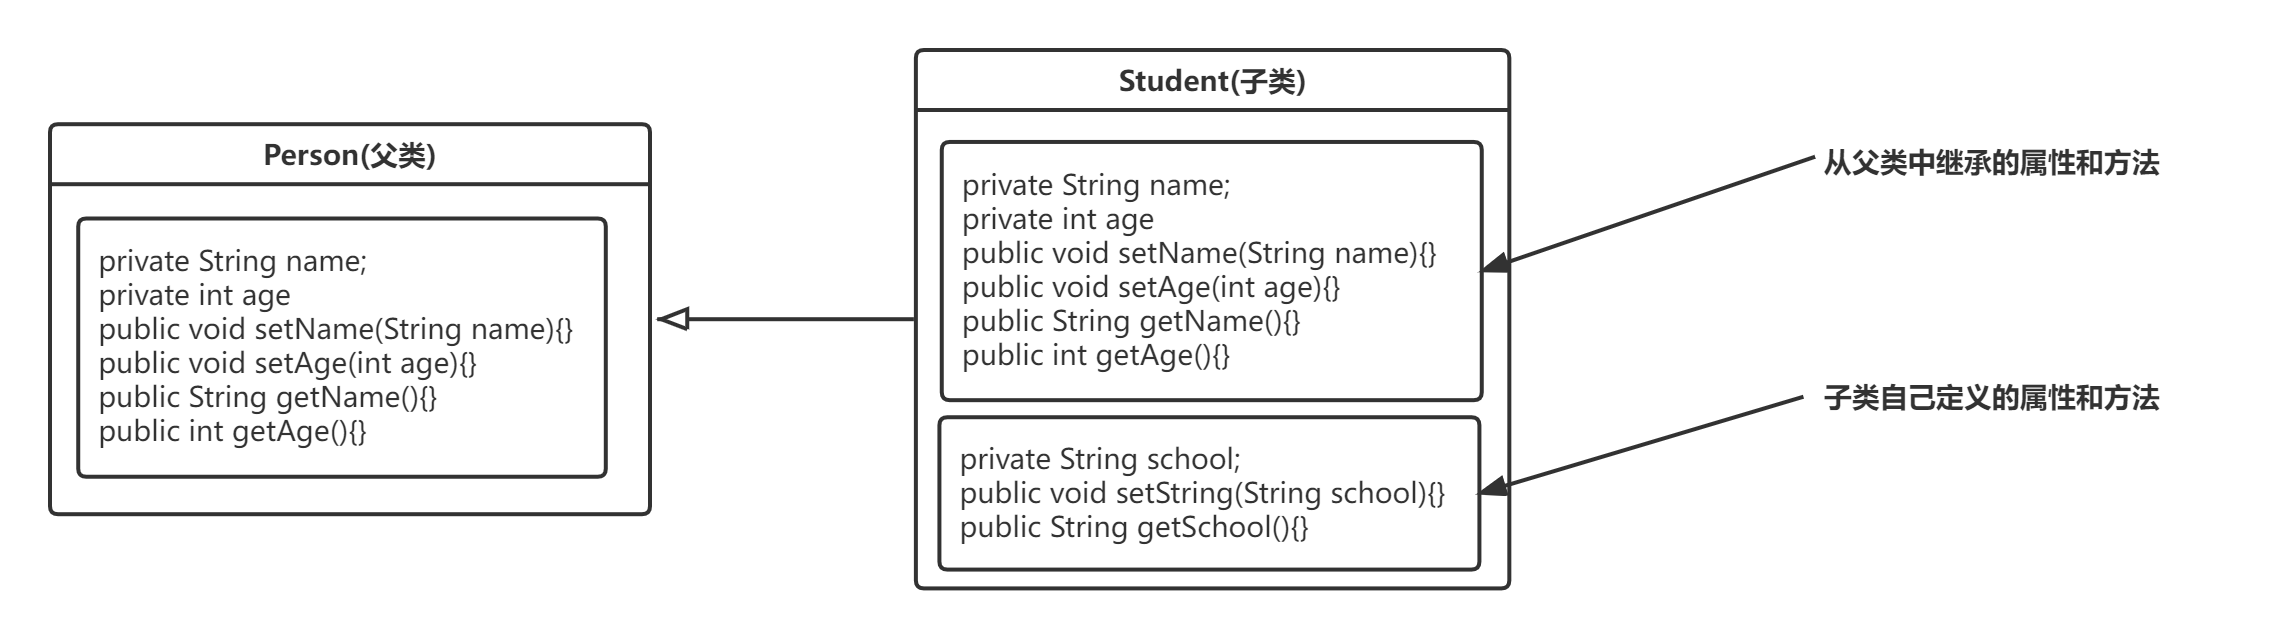 Person(父类)
private String name;
private int age
public void setName(String name){}
public void setAge(int age){}
public String getName(){}
public int getAge(){}
Student(子类)
private String name;
private int age
public void setName(String name){}
public void setAge(int age){}
public String getName(){}
public int getAge(){}
private String school;
public void setString(String school){}
public String getSchool(){}
从父类中继承的属性和方法
子类自己定义的属性和方法